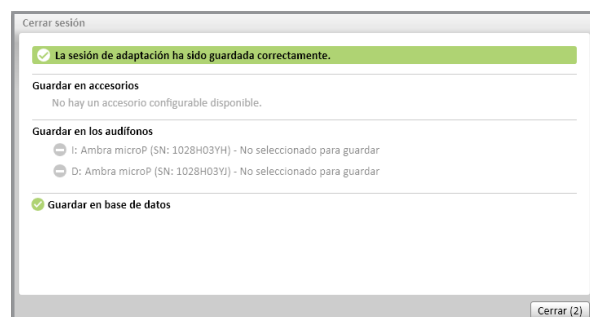 Cerrar sesión
La sesión de adaptación ha sido guardada correctamente.
Guardar en accesorios
No hay un accesorio configurable disponible.
Guardar en los audífonos
I: Ambra microP (SN: 1028H03YH) - No seleccionado para guardar
D: Ambra microP (SN: 1028H03YJ) - No seleccionado para guardar
Guardar en base de datos
Cerrar (2)